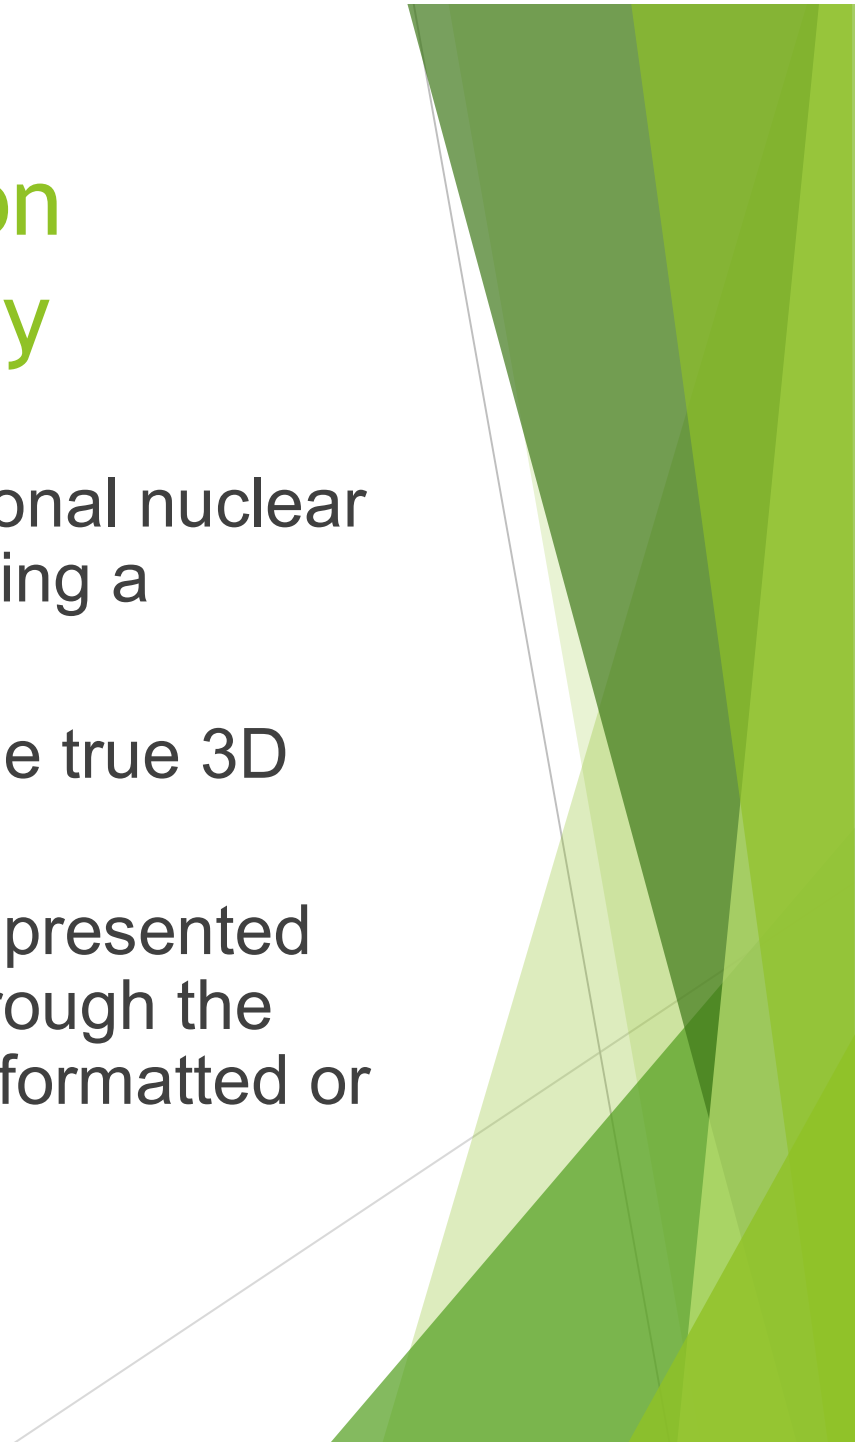 on
y
onal nuclear
ing a
e true 3D
presented
rough the
formatted or